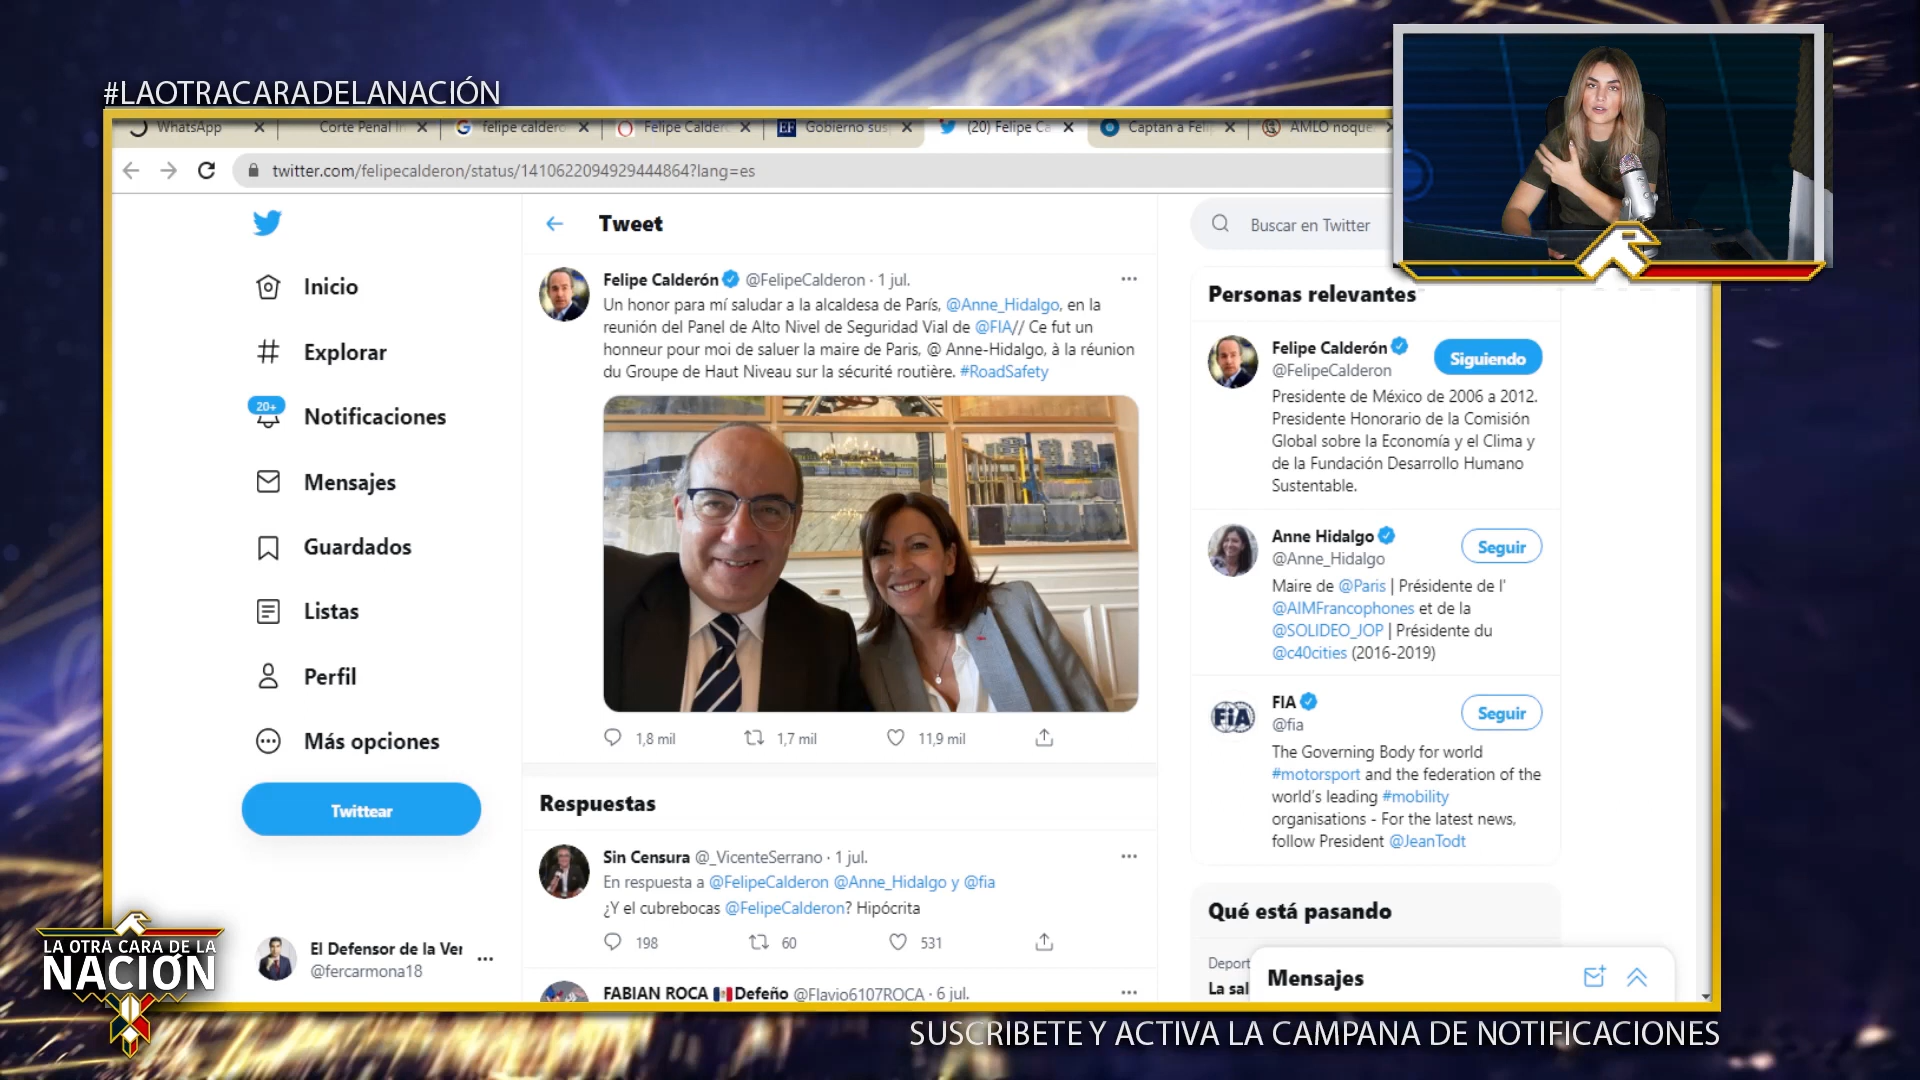 #LAOTRACARADELANACIÓN
WhatsApp
Corte Penal In
felipe caldero
Felipe Calder
Gobierno sus
(20) Felipe Ca
Captan a Feli
AMLO noque
twitter.com/felipecalderon/status/1410622094929444864?lang=es
Inicio
Explorar
20+
Notificaciones
Mensajes
Guardados
Listas
Perfil
Más opciones
Twittear
El Defensor de la Ver
@fercarmona18
Tweet
Felipe Calderón @FelipeCalderon · 1 jul.
Un honor para mí saludar a la alcaldesa de París, @Anne_Hidalgo, en la
reunión del Panel de Alto Nivel de Seguridad Vial de @FIA// Ce fut un
honneur pour moi de saluer la maire de Paris, @ Anne-Hidalgo, à la réunion
du Groupe de Haut Niveau sur la sécurité routière. #RoadSafety
1,8 mil
1,7 mil
11,9 mil
Respuestas
Sin Censura @_VicenteSerrano · 1 jul.
En respuesta a @FelipeCalderon @Anne_Hidalgo y @fia
¿Y el cubrebocas @FelipeCalderon? Hipócrita
198
60
531
FABIAN ROCA Defeño @Flavio6107ROCA · 6 jul.
Buscar en Twitter
Personas relevantes
Felipe Calderón
@FelipeCalderon
Siguiendo
Presidente de México de 2006 a 2012.
Presidente Honorario de la Comisión
Global sobre la Economía y el Clima y
de la Fundación Desarrollo Humano
Sustentable.
Anne Hidalgo
@Anne_Hidalgo
Seguir
Maire de @Paris | Présidente de l'
@AIMFrancophones et de la
@SOLIDEO_JOP | Présidente du
@c40cities (2016-2019)
FiA
FIA
@fia
Seguir
The Governing Body for world
#motorsport and the federation of the
world's leading #mobility
organisations - For the latest news,
follow President @JeanTodt
Qué está pasando
Deport
La sal
Mensajes
LA OTRA CARA DE LA
NACIÓN
SUSCRIBETE Y ACTIVA LA CAMPANA DE NOTIFICACIONES